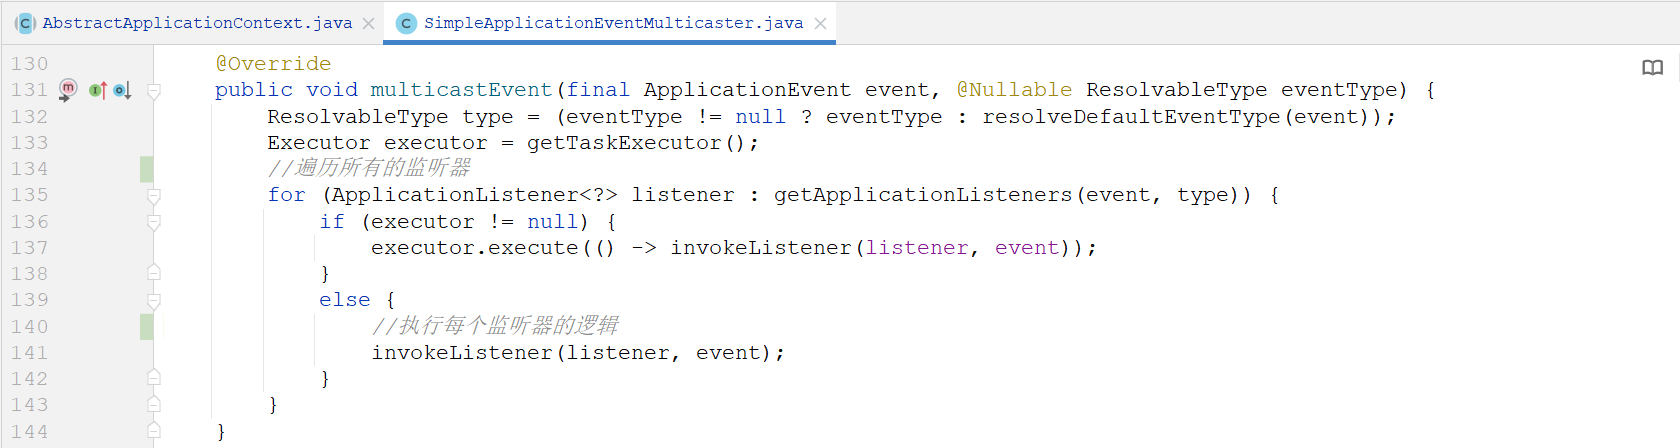 AbstractApplicationContext.java SimpleApplicationEventMulticaster.java
130 @Override
131 public void multicastEvent(final ApplicationEvent event, @Nullable ResolvableType eventType) {
132 ResolvableType type = (eventType != null ? eventType : resolveDefaultEventType(event));
133 Executor executor = getTaskExecutor();
134 //遍历所有的监听器
135 for (ApplicationListener<?> listener : getApplicationListeners(event, type)) {
136 if (executor != null) {
137 executor.execute(() -> invokeListener(listener, event));
138 }
139 else {
140 //执行每个监听器的逻辑
141 invokeListener(listener, event);
142 }
143 }
144 }